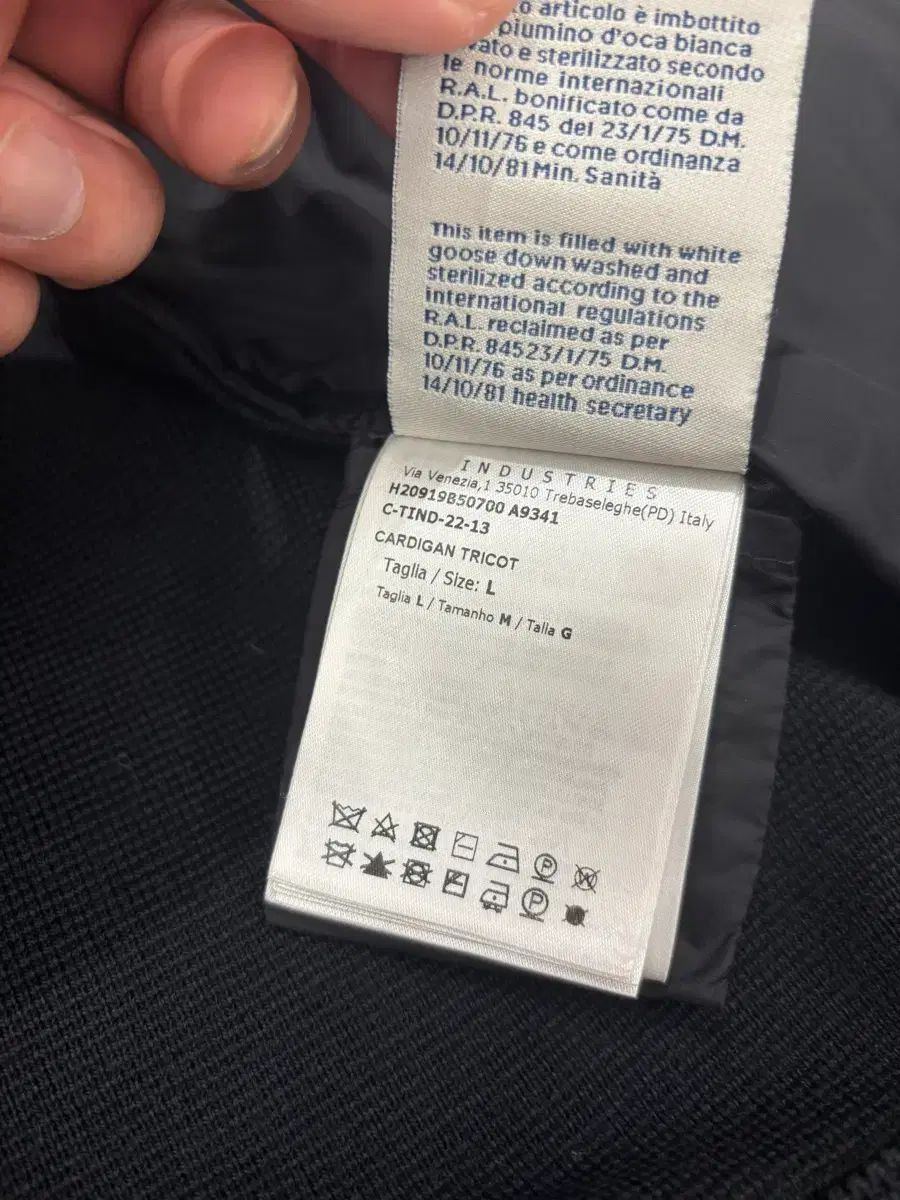 o articolo è imbottito
piumino d'oca bianca
vato e sterilizzato secondo
le norme internazionali
R.A.L. bonificato come da
D.P.R. 845 del 23/1/75 D.M.
10/11/76 e come ordinanza
14/10/81 Min. Sanità
This item is filled with white
goose down washed and
sterilized according to the
international regulations
R.A.L. reclaimed as per
D.P.R. 84523/1/75 D.M.
10/11/76 as per ordinance
14/10/81 health secretary
INDUSTRIES
Via Venezia,1 35010 Trebaseleghe(PD) Italy
H20919B50700 A9341
C-TIND-22-13
CARDIGAN TRICOT
Taglia / Size: L
Taglia L / Tamanho M / Talla G
P
W
P